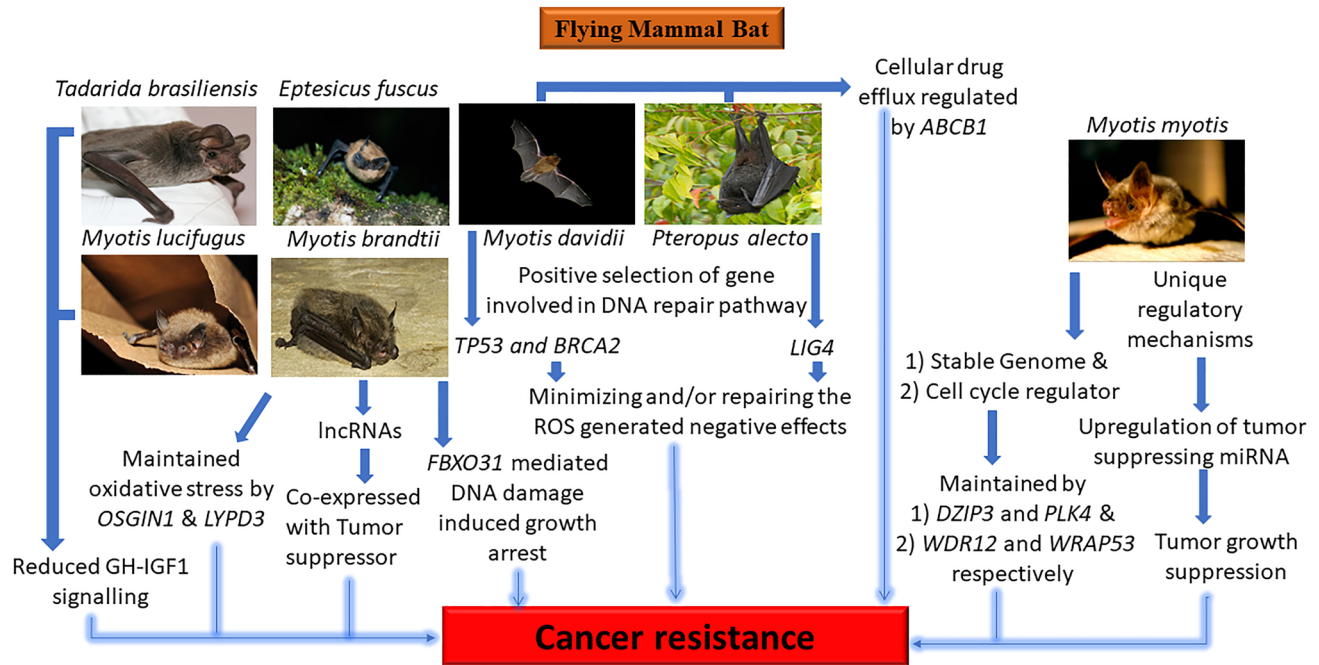 Flying Mammal Bat
Tadarida brasiliensis
Eptesicus fuscus
Cellular drug
efflux regulated
by ABCB1
Myotis myotis
Myotis lucifugus
Myotis brandtii
Myotis davidii
Pteropus alecto
Positive selection of gene
involved in DNA repair pathway
TP53 and BRCA2
LIG4
Minimizing and/or repairing the
ROS generated negative effects
Unique
regulatory
mechanisms
1) Stable Genome &
2) Cell cycle regulator
Upregulation of tumor
suppressing miRNA
lncRNAs
Maintained
oxidative stress by
OSGIN1 & LYPD3
Co-expressed
with Tumor
suppressor
FBXO31 mediated
DNA damage
induced growth
arrest
Maintained by
1) DZIP3 and PLK4 &
2) WDR12 and WRAP53
respectively
Tumor growth
suppression
Reduced GH-IGF1
signalling
Cancer resistance